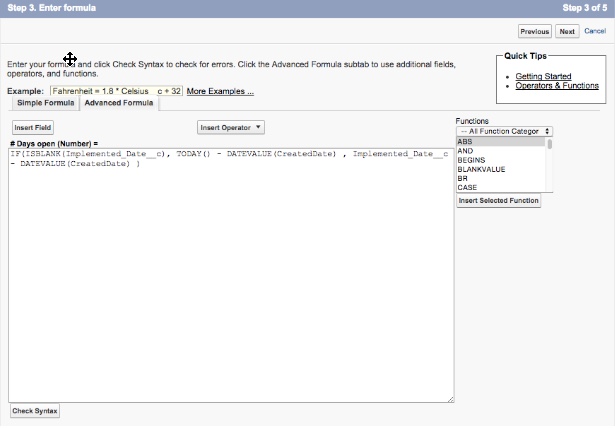 Step 3. Enter formula
Step 3 of 5
Previous
Next
Cancel
Enter your formula and click Check Syntax to check for errors. Click the Advanced Formula subtab to use additional fields,
operators, and functions.
Quick Tips
Getting Started
Operators & Functions
Example: Fahrenheit = 1.8 * Celsius__c + 32 More Examples ...
Simple Formula
Advanced Formula
Insert Field
Insert Operator
Functions
-- All Function Categor
# Days open (Number) =
IF(ISBLANK(Implemented_Date__c), TODAY() - DATEVALUE(CreatedDate) , Implemented_Date__c
- DATEVALUE(CreatedDate) )
ABS
AND
BEGINS
BLANKVALUE
BR
CASE
Insert Selected Function
Check Syntax